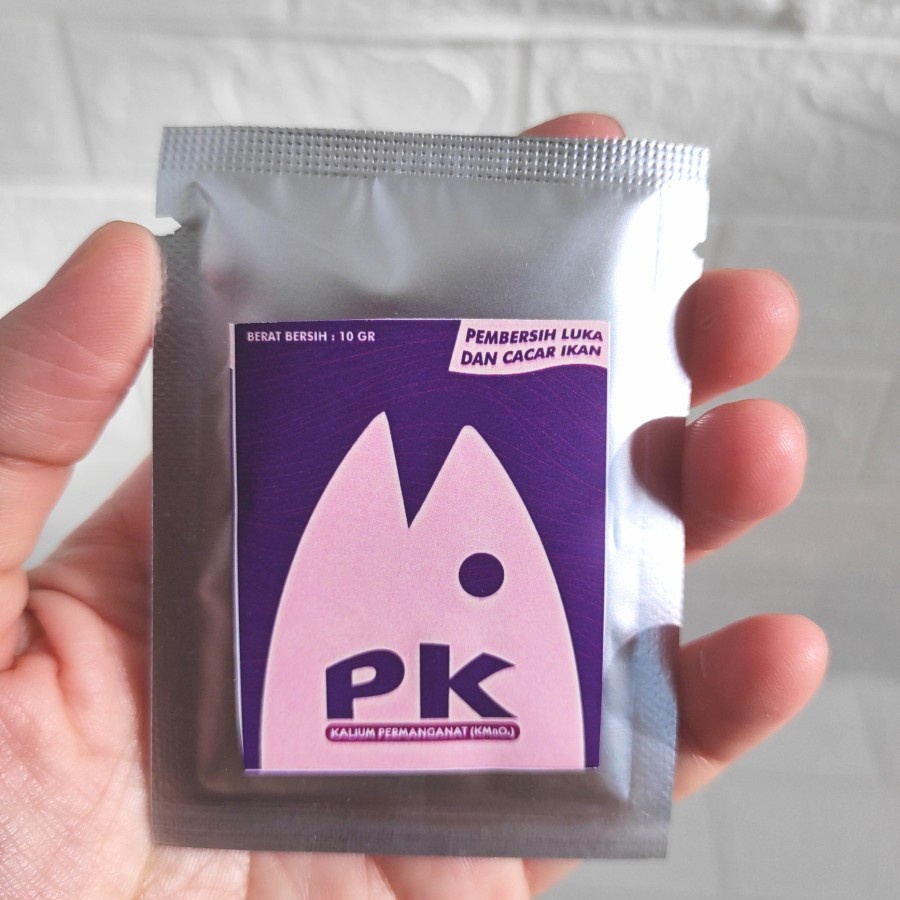 BERAT BERSIH : 10 GR
PEMBERSIH LUKA
DAN CACAR IKAN
PK
KALIUM PERMANGANAT (KMnO₄)